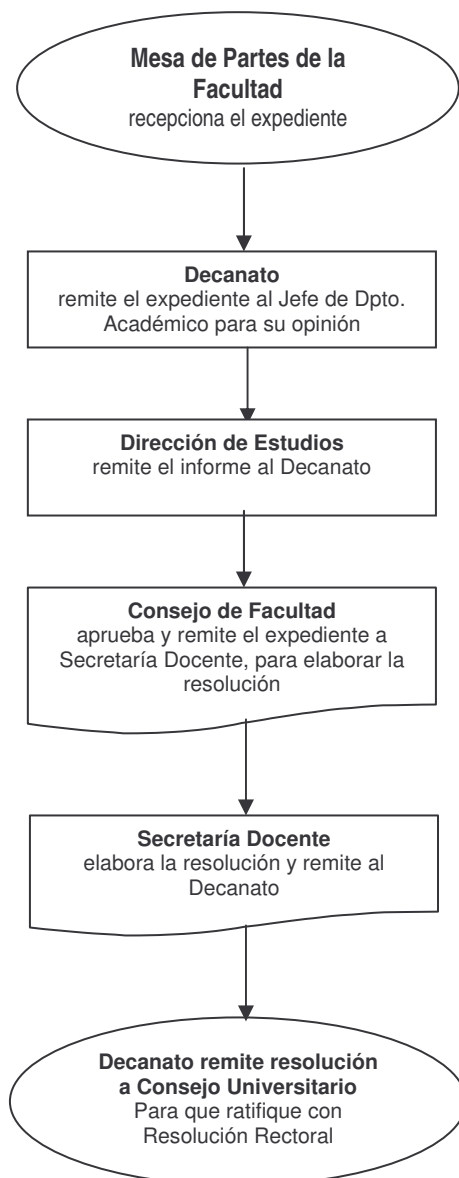 Mesa de Partes de la
Facultad
recepciona el expediente
Decanato
remite el expediente al Jefe de Dpto.
Académico para su opinión
Dirección de Estudios
remite el informe al Decanato
Consejo de Facultad
aprueba y remite el expediente a
Secretaría Docente, para elaborar la
resolución
Secretaría Docente
elabora la resolución y remite al
Decanato
Decanato remite resolución
a Consejo Universitario
Para que ratifique con
Resolución Rectoral